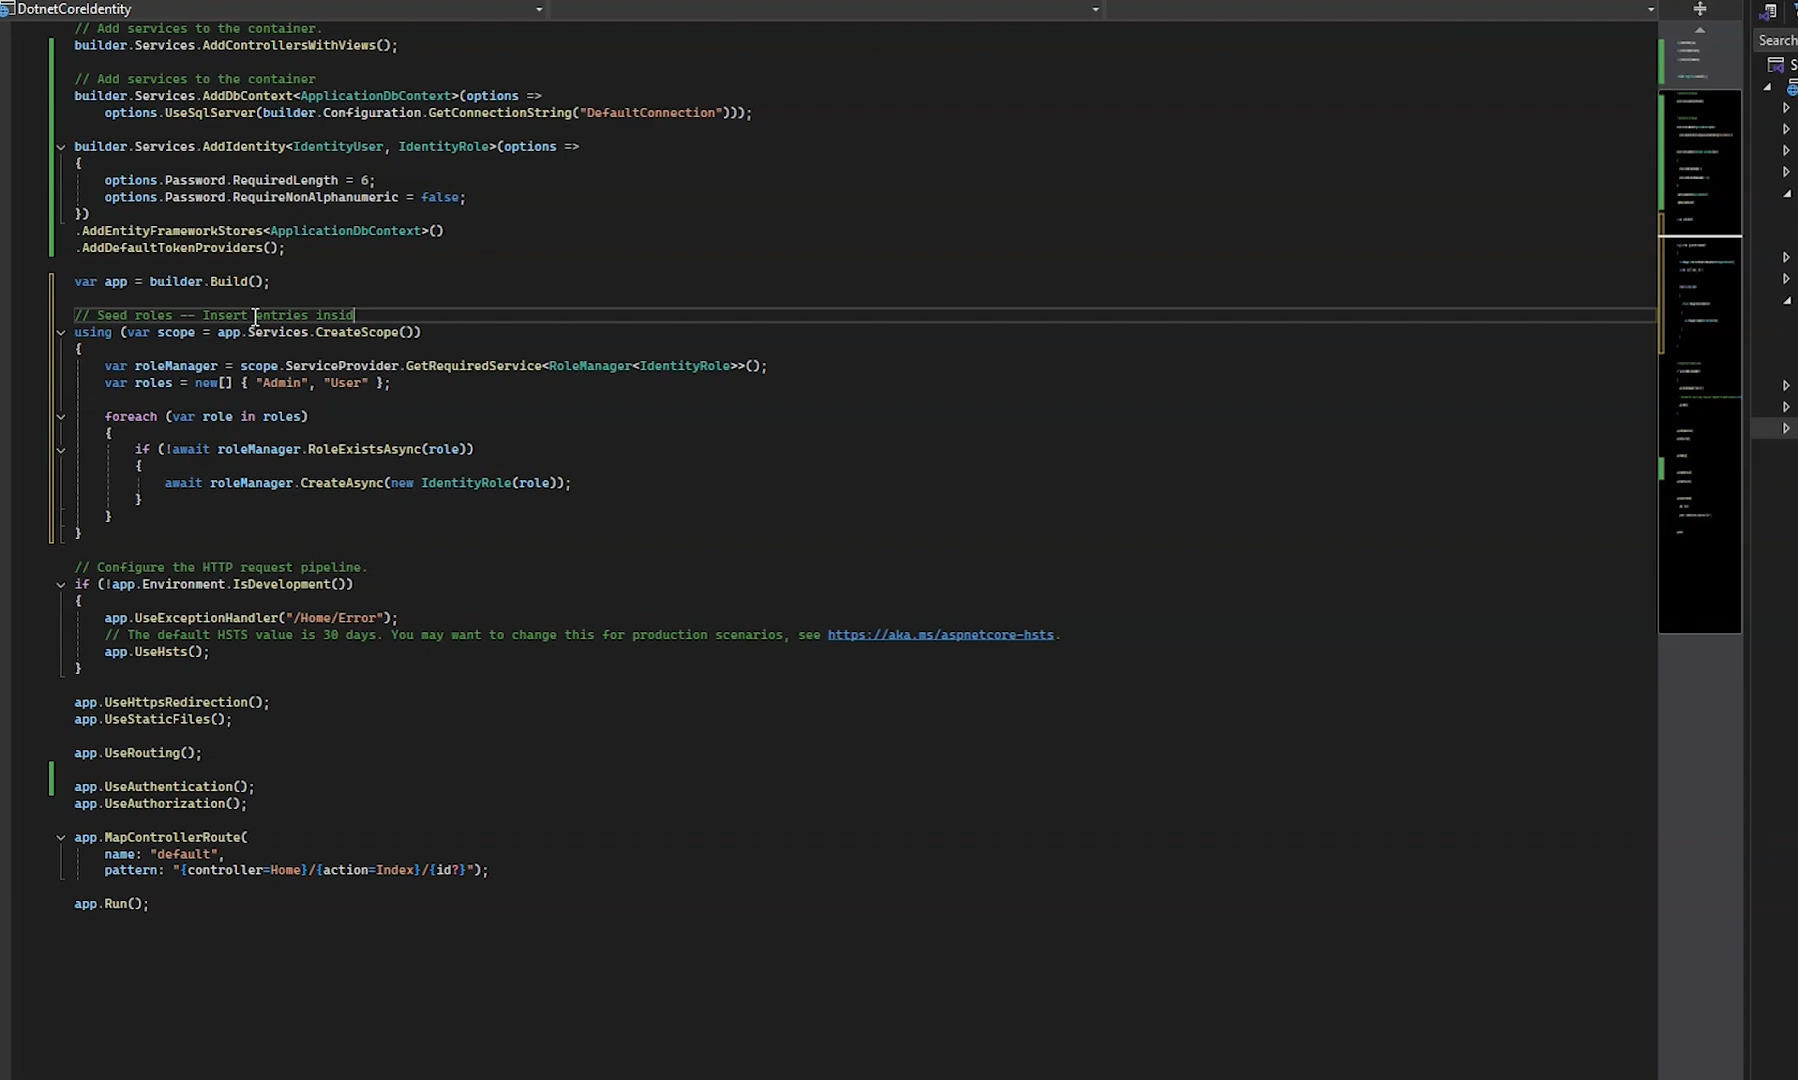 DotnetCoreIdentity
// Add services to the container.
builder.Services.AddControllersWithViews();
// Add services to the container
builder.Services.AddDbContext<ApplicationDbContext>(options =>
options.UseSqlServer(builder.Configuration.GetConnectionString("DefaultConnection")));
builder.Services.AddIdentity<IdentityUser, IdentityRole>(options =>
{
options.Password.RequiredLength = 6;
options.Password.RequireNonAlphanumeric = false;
})
.AddEntityFrameworkStores<ApplicationDbContext>()
.AddDefaultTokenProviders();
var app = builder.Build();
// Seed roles -- Insert entries insid
using (var scope = app.Services.CreateScope())
{
var roleManager = scope.ServiceProvider.GetRequiredService<RoleManager<IdentityRole>>();
var roles = new[] { "Admin", "User" };
foreach (var role in roles)
{
if (!await roleManager.RoleExistsAsync(role))
{
await roleManager.CreateAsync(new IdentityRole(role));
}
}
}
// Configure the HTTP request pipeline.
if (!app.Environment.IsDevelopment())
{
app.UseExceptionHandler("/Home/Error");
// The default HSTS value is 30 days. You may want to change this for production scenarios, see https://aka.ms/aspnetcore-hsts.
app.UseHsts();
}
app.UseHttpsRedirection();
app.UseStaticFiles();
app.UseRouting();
app.UseAuthentication();
app.UseAuthorization();
app.MapControllerRoute(
name: "default",
pattern: "{controller=Home}/{action=Index}/{id?}");
app.Run();
Search
S